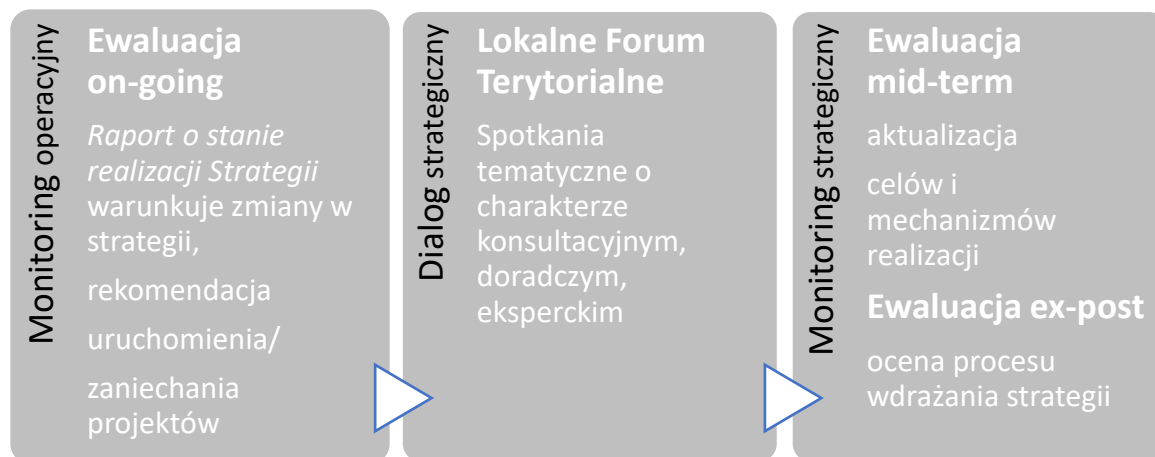 Monitoring operacyjny
Ewaluacja
on-going
Raport o stanie
realizacji Strategii
warunkuje zmiany w
strategii,
rekomendacja
uruchomienia/
zaniechania
projektów
Dialog strategiczny
Lokalne Forum
Terytorialne
Spotkania
tematyczne o
charakterze
konsultacyjnym,
doradczym,
eksperckim
Monitoring strategiczny
Ewaluacja
mid-term
aktualizacja
celów i
mechanizmów
realizacji
Ewaluacja ex-post
ocena procesu
wdrażania strategii